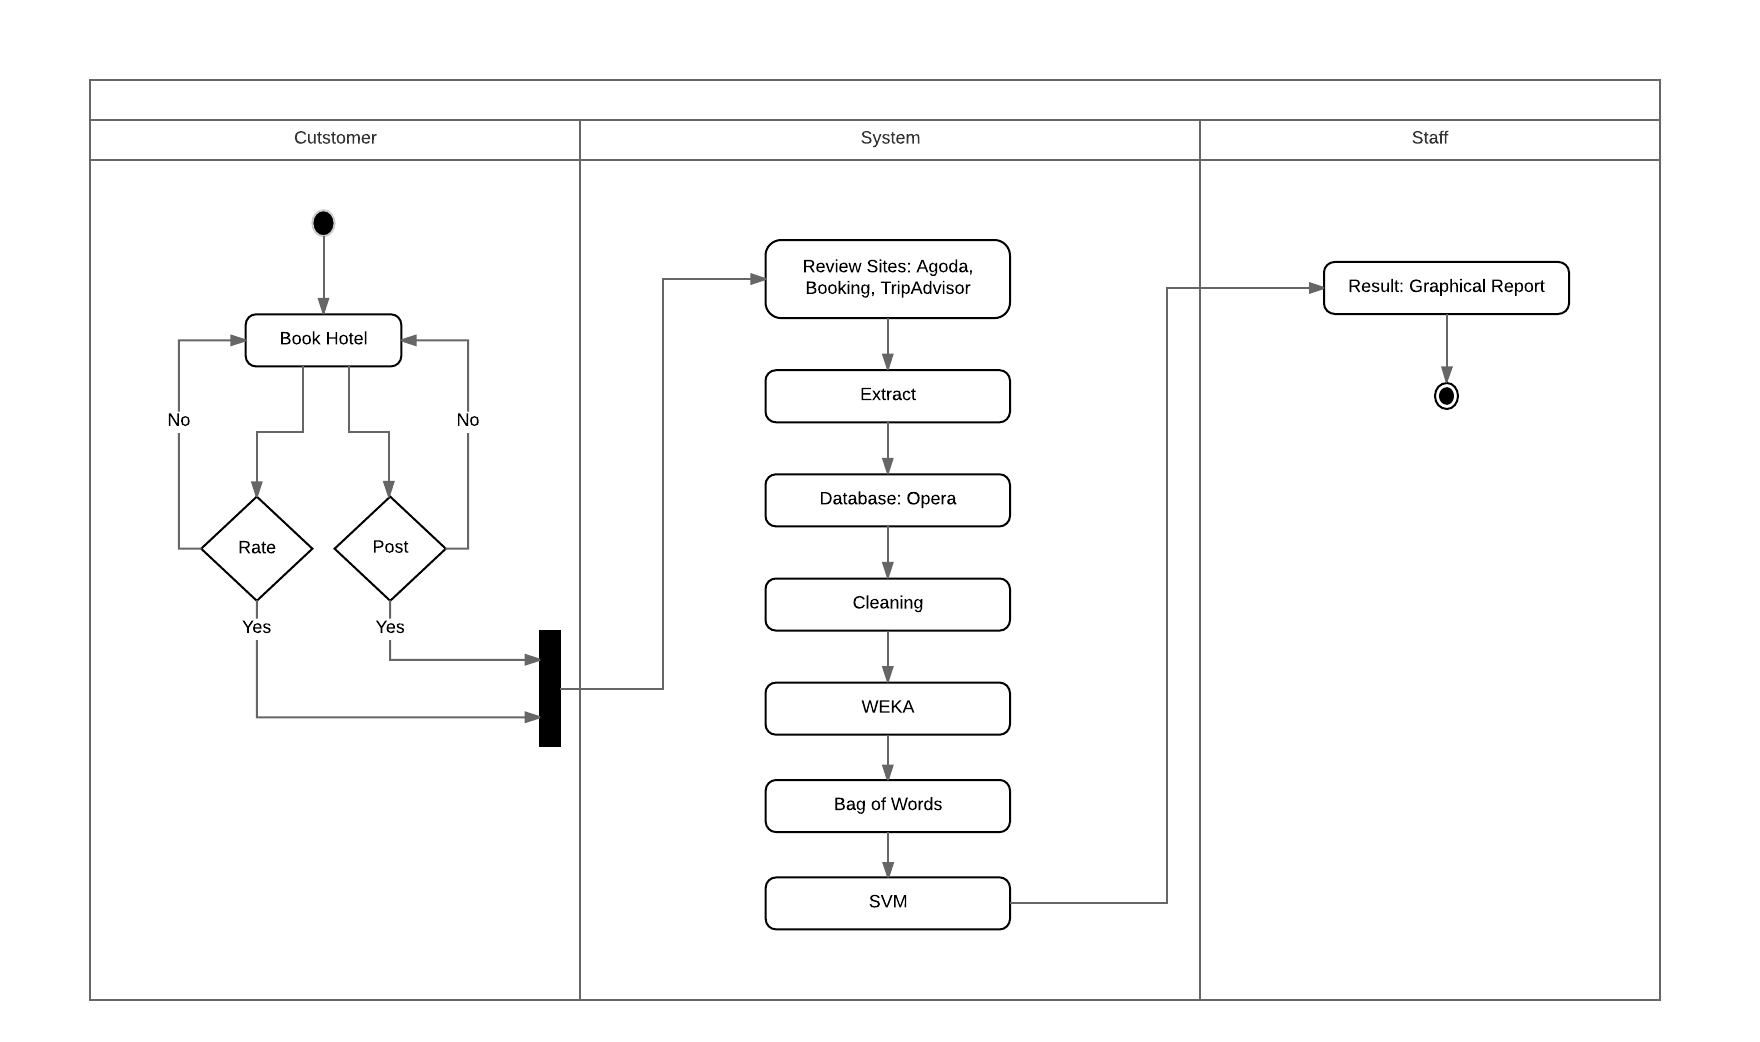 Cutstomer
System
Staff
Book Hotel
No
No
Rate
Post
Yes
Yes
Review Sites: Agoda,
Booking, TripAdvisor
Extract
Database: Opera
Cleaning
WEKA
Bag of Words
SVM
Result: Graphical Report